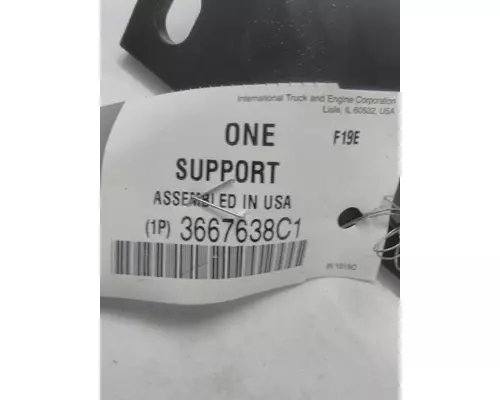 International Truck and Engine Corporation
Lisle, IL 60532, USA
ONE F19E
SUPPORT
ASSEMBLED IN USA
(1P) 3667638C1